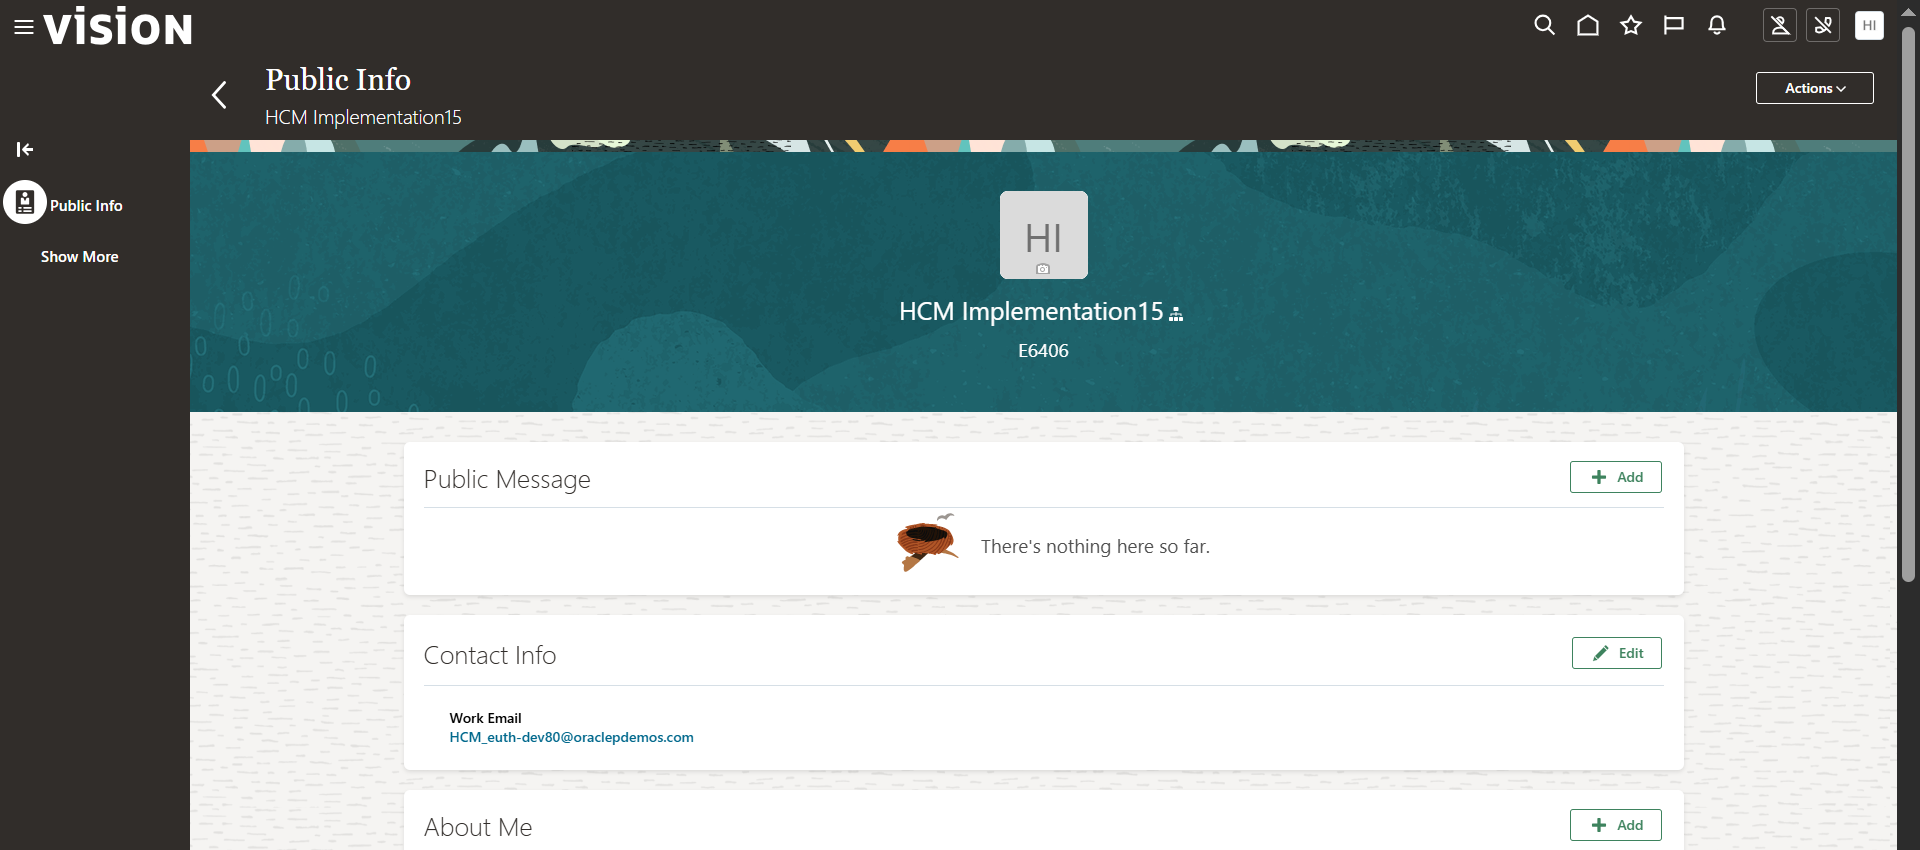 vision
HI
Public Info
HCM Implementation15
Actions
Public Info
Show More
HI
HCM Implementation15
E6406
Public Message
Add
There's nothing here so far.
Contact Info
Edit
Work Email
HCM_euth-dev80@oraclepdemos.com
About Me
Add